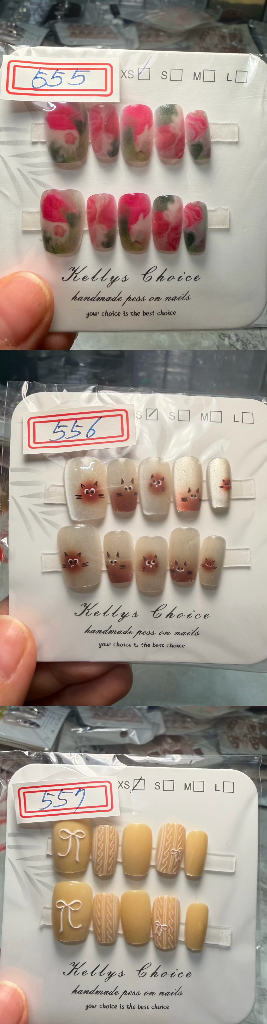 555
XS☑ S☐ M☐ L☐
Kellys Choice
handmade pess on nails
your choice is the best choice
556
S☑ S☐ M☐ L☐
Kellys Choice
handmade pess on nails
your choice is the best choice
557
XS☑ S☐ M☐ L☐
Kellys Choice
handmade pess on nails
your choice is the best choice